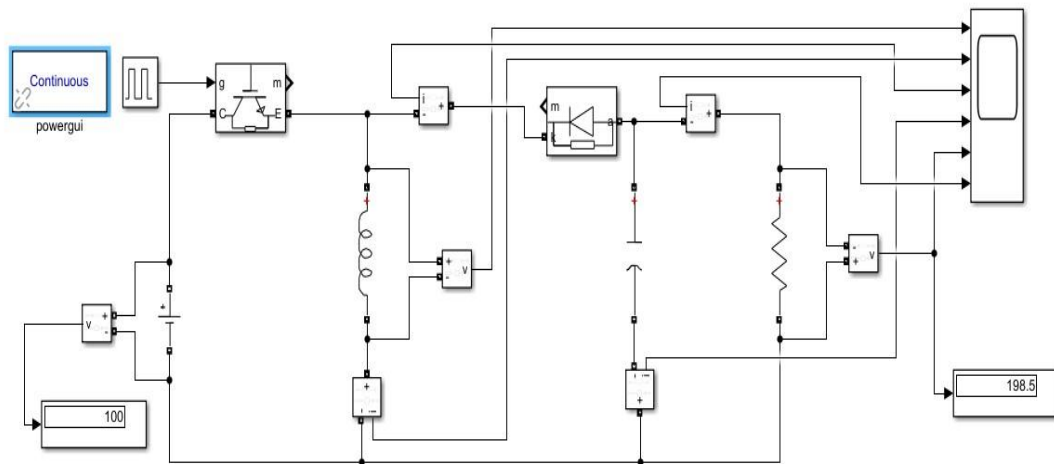 Continuous
powergui
g
m
C
E
i
+
-
m
k
a
i
+
-
+
+
+
+
-
v
-
+
v
v
+
-
+
+
-
i
-
i
+
100
198.5